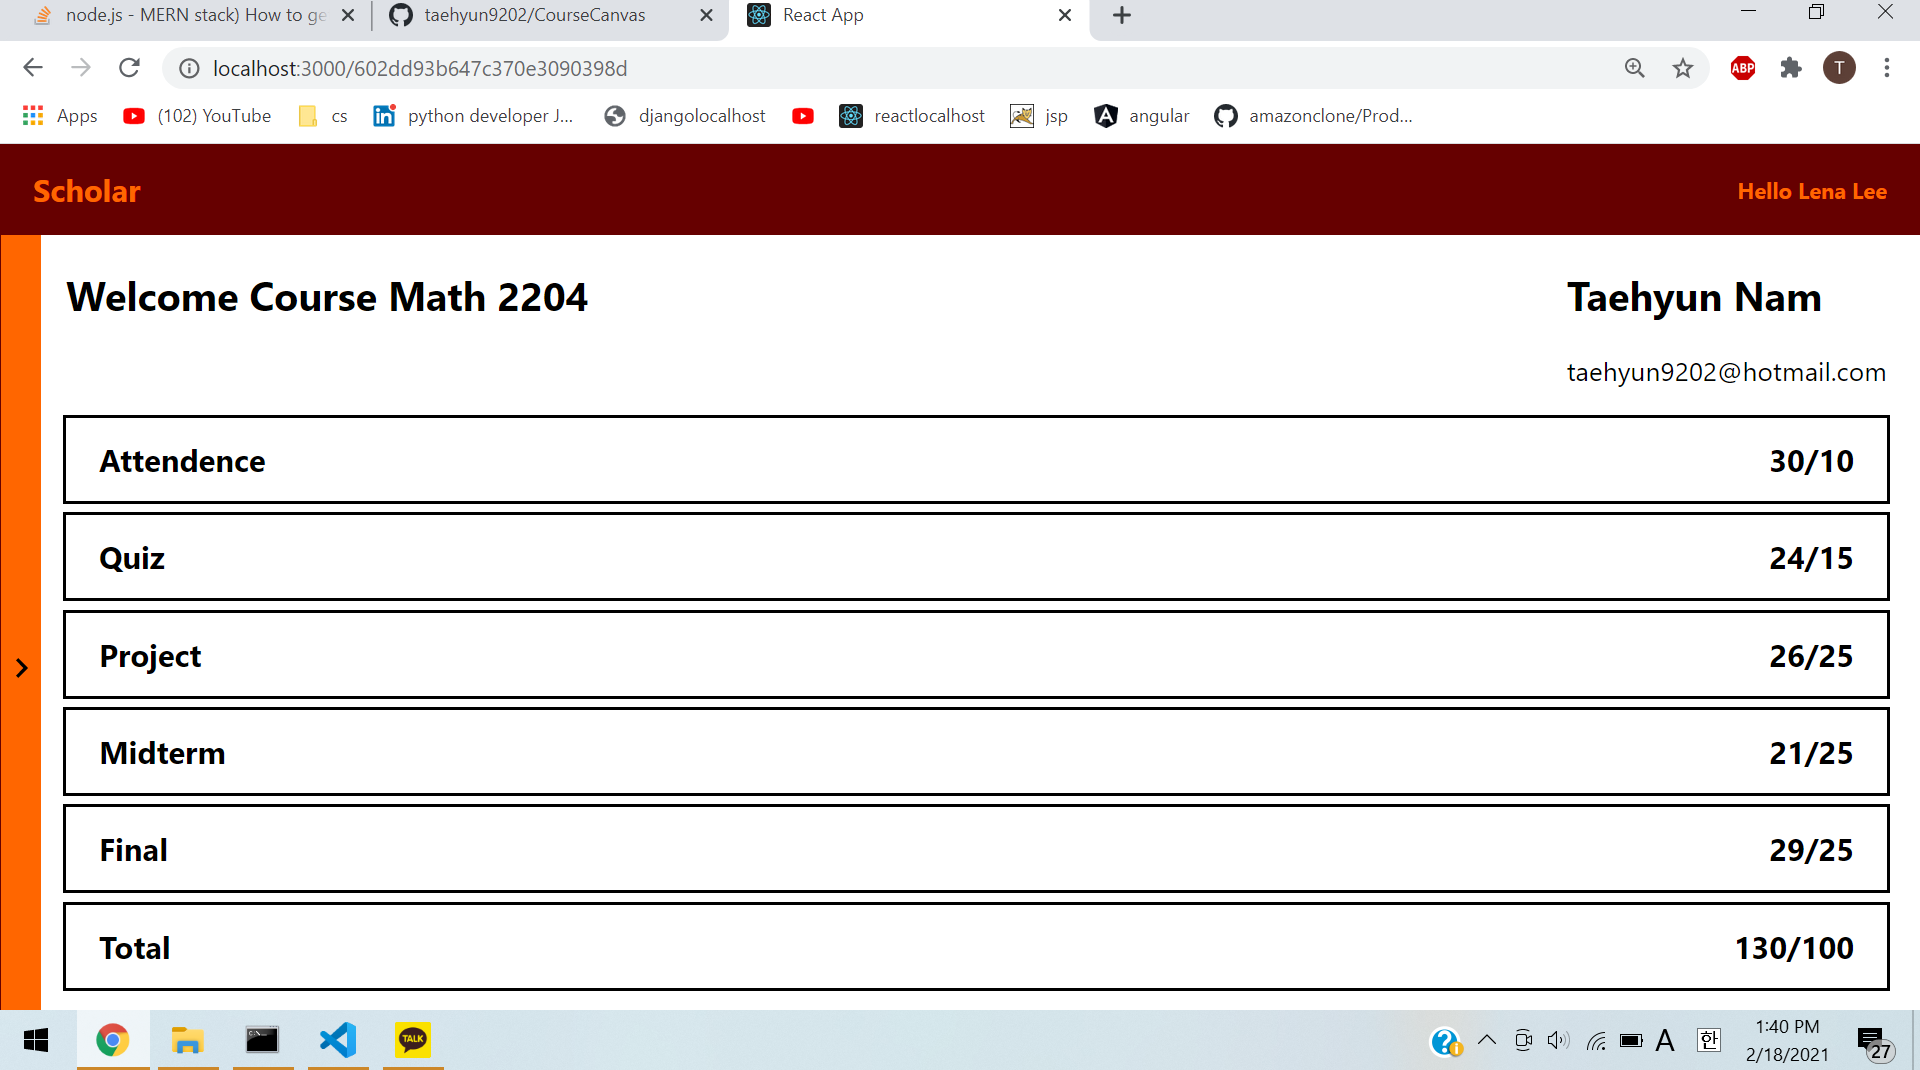 node.js - MERN stack) How to ge
taehyun9202/CourseCanvas
React App
localhost:3000/602dd93b647c370e3090398d
ABP
T
Apps
(102) YouTube
cs
python developer J...
djangolocalhost
reactlocalhost
jsp
angular
amazonclone/Prod...
Scholar
Hello Lena Lee
Welcome Course Math 2204
Taehyun Nam
taehyun9202@hotmail.com
Attendence 30/10
Quiz 24/15
Project 26/25
Midterm 21/25
Final 29/25
Total 130/100
TALK
A
한
1:40 PM
2/18/2021
27